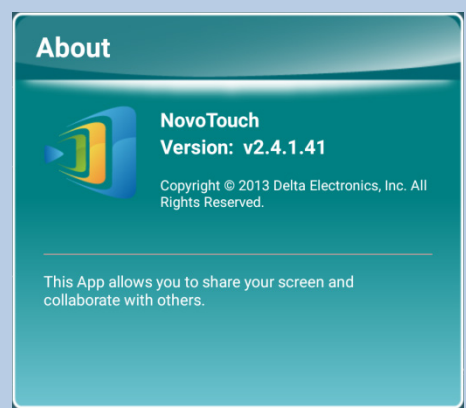 About
NovoTouch
Version: v2.4.1.41
Copyright © 2013 Delta Electronics, Inc. All
Rights Reserved.
This App allows you to share your screen and
collaborate with others.